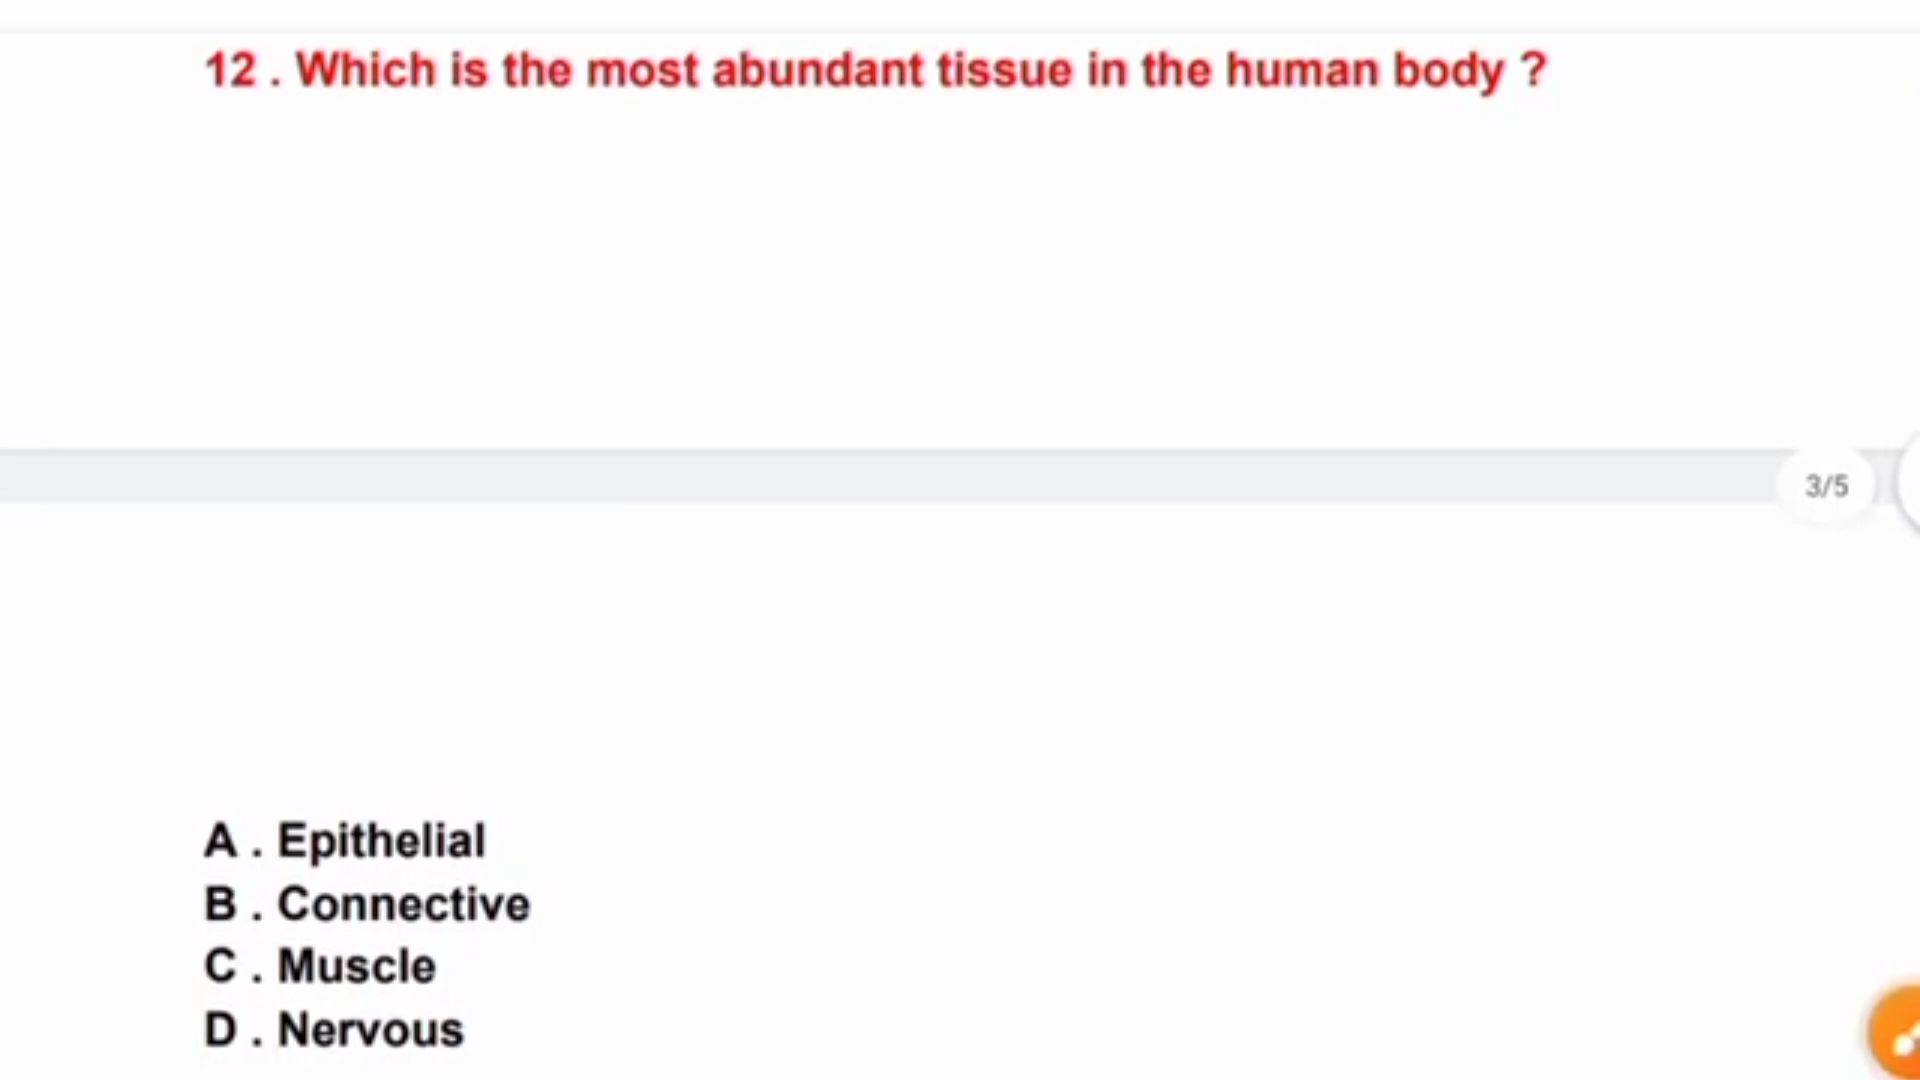 12 . Which is the most abundant tissue in the human body ?
3/5
A . Epithelial
B . Connective
C . Muscle
D . Nervous